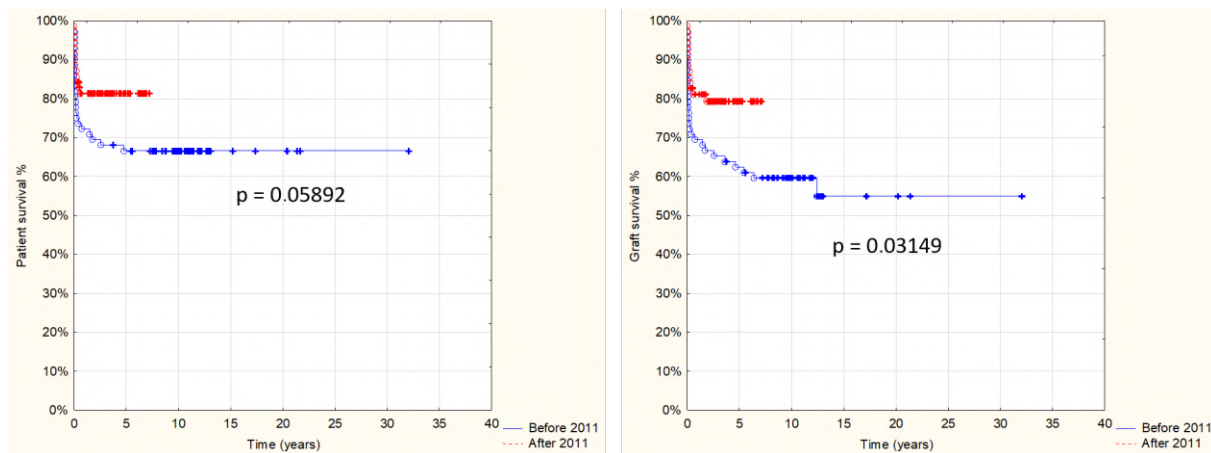 Patient survival %
100%
90%
80%
70%
60%
50%
40%
30%
20%
10%
0%
p = 0.05892
0 5 10 15 20 25 30 35 40
Time (years)
Before 2011
After 2011
Graft survival %
100%
90%
80%
70%
60%
50%
40%
30%
20%
10%
0%
p = 0.03149
0 5 10 15 20 25 30 35 40
Time (years)
Before 2011
After 2011